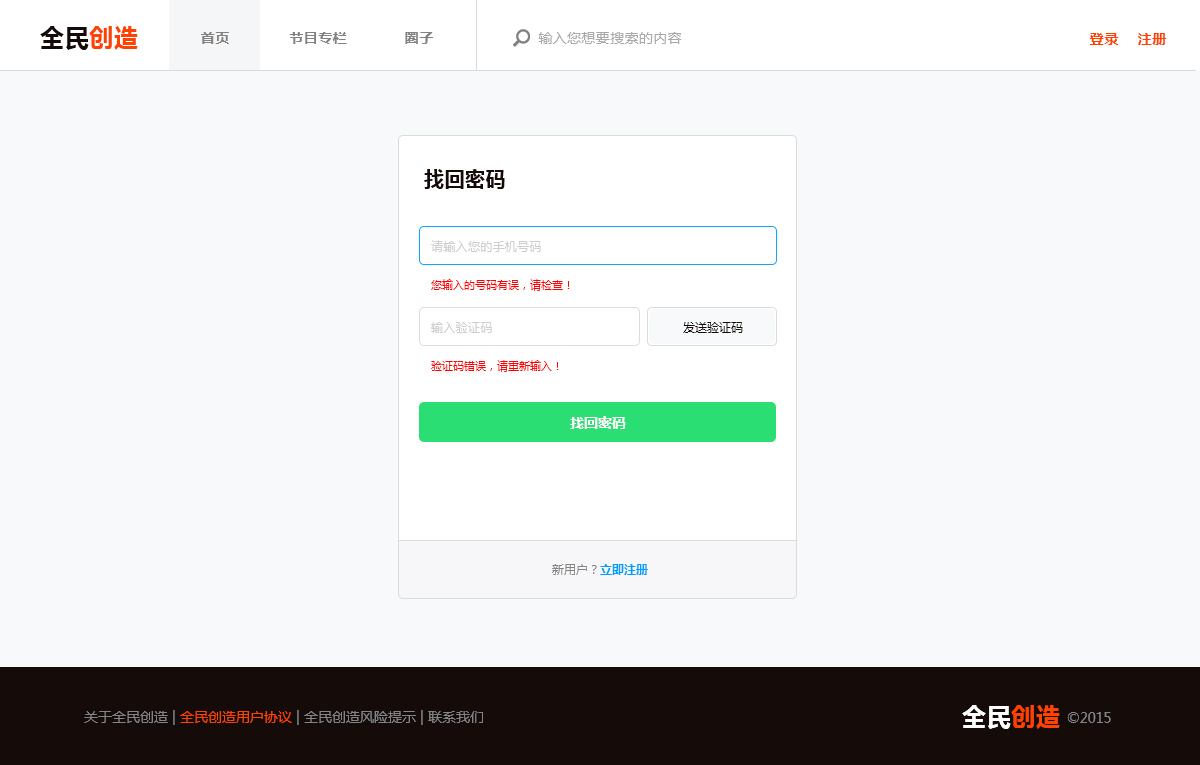 全民创造 首页 节目专栏 圈子 输入您想要搜索的内容 登录 注册
找回密码
请输入您的手机号码
您输入的号码有误，请检查！
输入验证码 发送验证码
验证码错误，请重新输入！
找回密码
新用户？立即注册
关于全民创造 | 全民创造用户协议 | 全民创造风险提示 | 联系我们 全民创造 ©2015